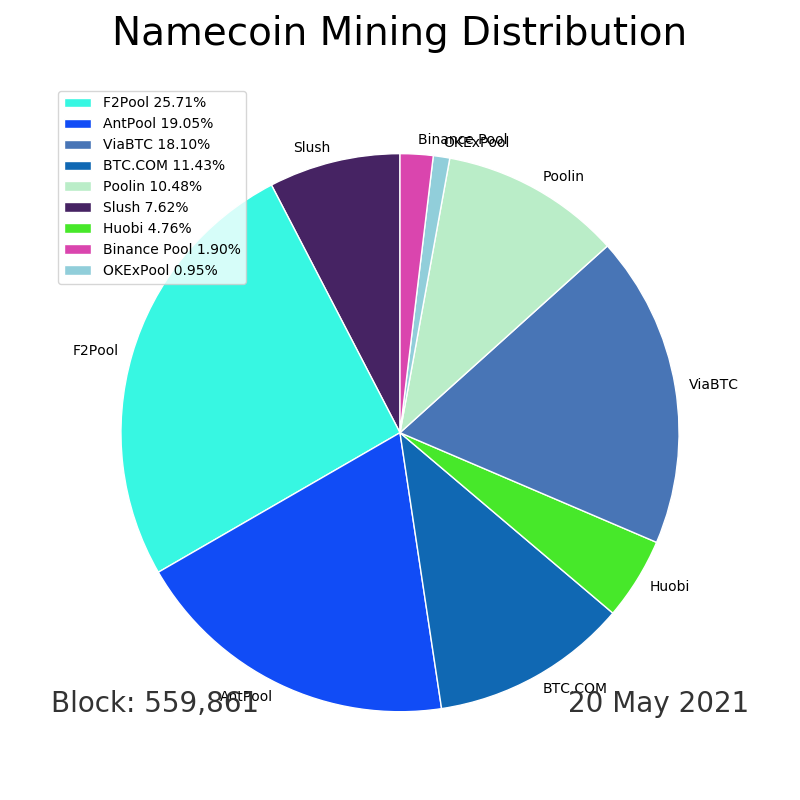 Namecoin Mining Distribution
F2Pool 25.71%
AntPool 19.05%
ViaBTC 18.10%
BTC.COM 11.43%
Poolin 10.48%
Slush 7.62%
Huobi 4.76%
Binance Pool 1.90%
OKExPool 0.95%
Binance Pool
OKExPool
Slush
Poolin
F2Pool
ViaBTC
Huobi
BTC.COM
AntPool
Block: 559,861
20 May 2021